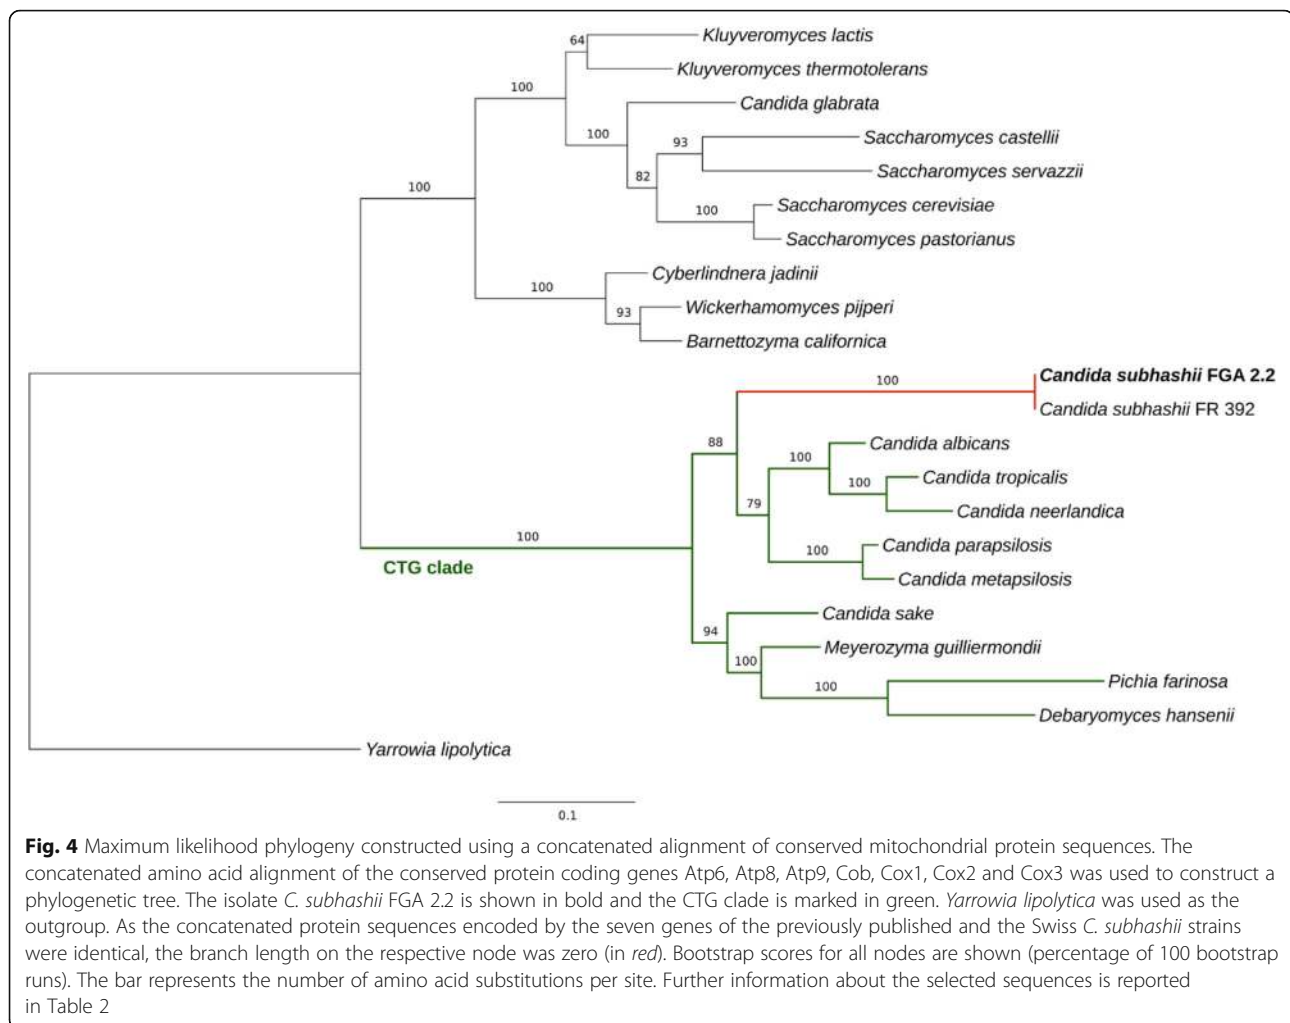 64
Kluyveromyces lactis
Kluyveromyces thermotolerans
100
Candida glabrata
100
93
Saccharomyces castellii
Saccharomyces servazzii
82
100
100
Saccharomyces cerevisiae
Saccharomyces pastorianus
Cyberlindnera jadinii
100
93
Wickerhamomyces pijperi
Barnettozyma californica
100
Candida subhashii FGA 2.2
Candida subhashii FR 392
88
100
Candida albicans
100
Candida tropicalis
79
Candida neerlandica
100
CTG clade
100
Candida parapsilosis
Candida metapsilosis
Candida sake
94
100
Meyerozyma guilliermondii
100
Pichia farinosa
Debaryomyces hansenii
Yarrowia lipolytica
0.1
Fig. 4 Maximum likelihood phylogeny constructed using a concatenated alignment of conserved mitochondrial protein sequences. The
concatenated amino acid alignment of the conserved protein coding genes Atp6, Atp8, Atp9, Cob, Cox1, Cox2 and Cox3 was used to construct a
phylogenetic tree. The isolate C. subhashii FGA 2.2 is shown in bold and the CTG clade is marked in green. Yarrowia lipolytica was used as the
outgroup. As the concatenated protein sequences encoded by the seven genes of the previously published and the Swiss C. subhashii strains
were identical, the branch length on the respective node was zero (in red). Bootstrap scores for all nodes are shown (percentage of 100 bootstrap
runs). The bar represents the number of amino acid substitutions per site. Further information about the selected sequences is reported
in Table 2